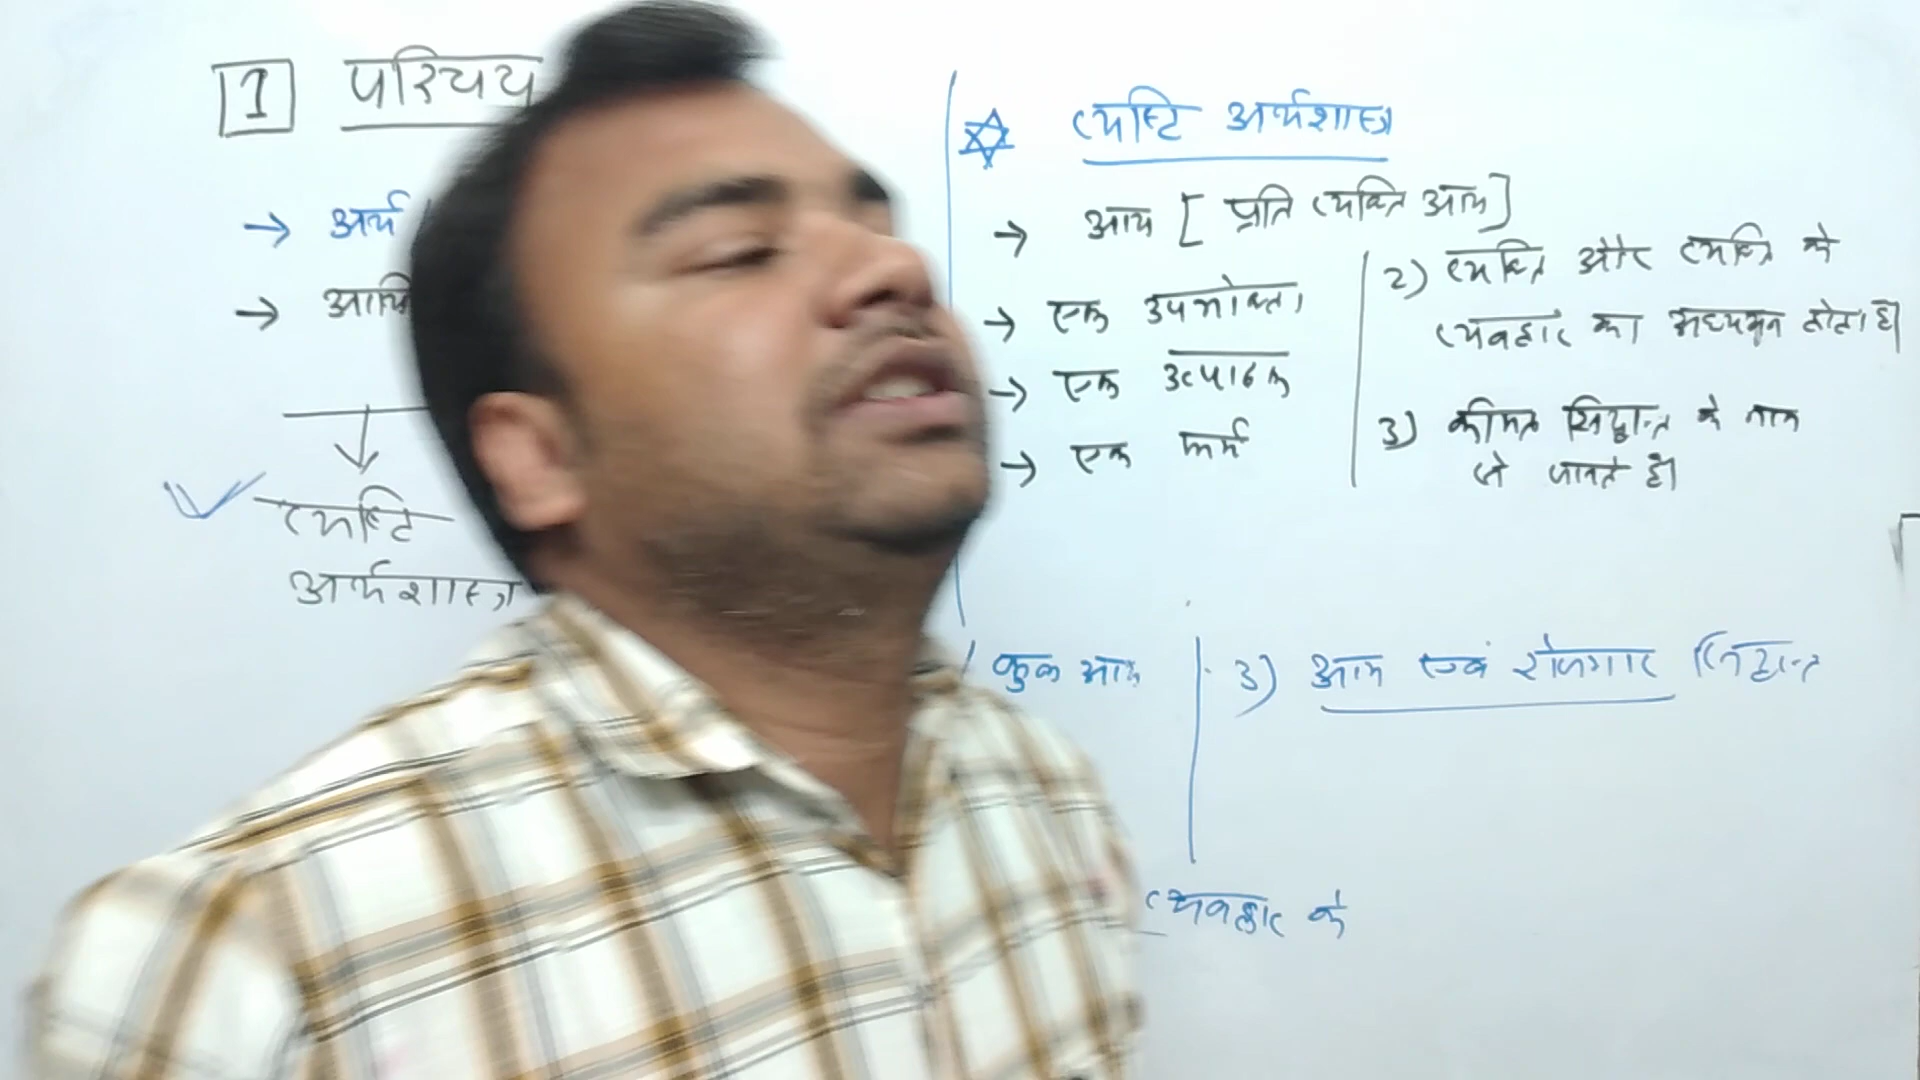 1 परिचय
→ अर्थ
→ आर्थि
व्यष्टि
अर्थशास्त्र
व्यष्टि अर्थशास्त्र
→ आय [ प्रति व्यक्ति आय ]
→ एक उपभोक्ता
→ एक उत्पादक
→ एक फर्म
2) व्यक्ति और व्यक्ति के
व्यवहार का अध्ययन होता है।
3) कीमत सिद्धान्त के नाम
से जानते है।
कुल आय
3) आय एवं रोजगार सिद्धान्त
व्यवहार के